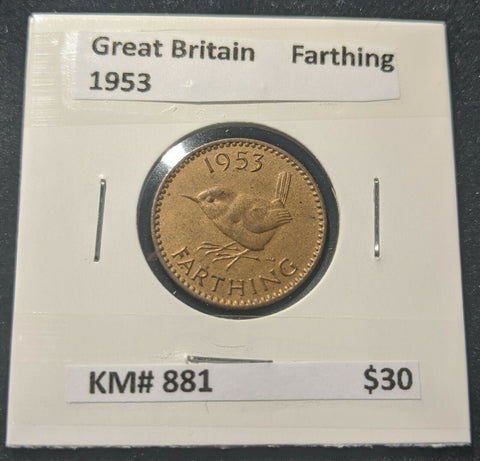 Great Britain Farthing
1953
1953
FARTHING
KM# 881 $30